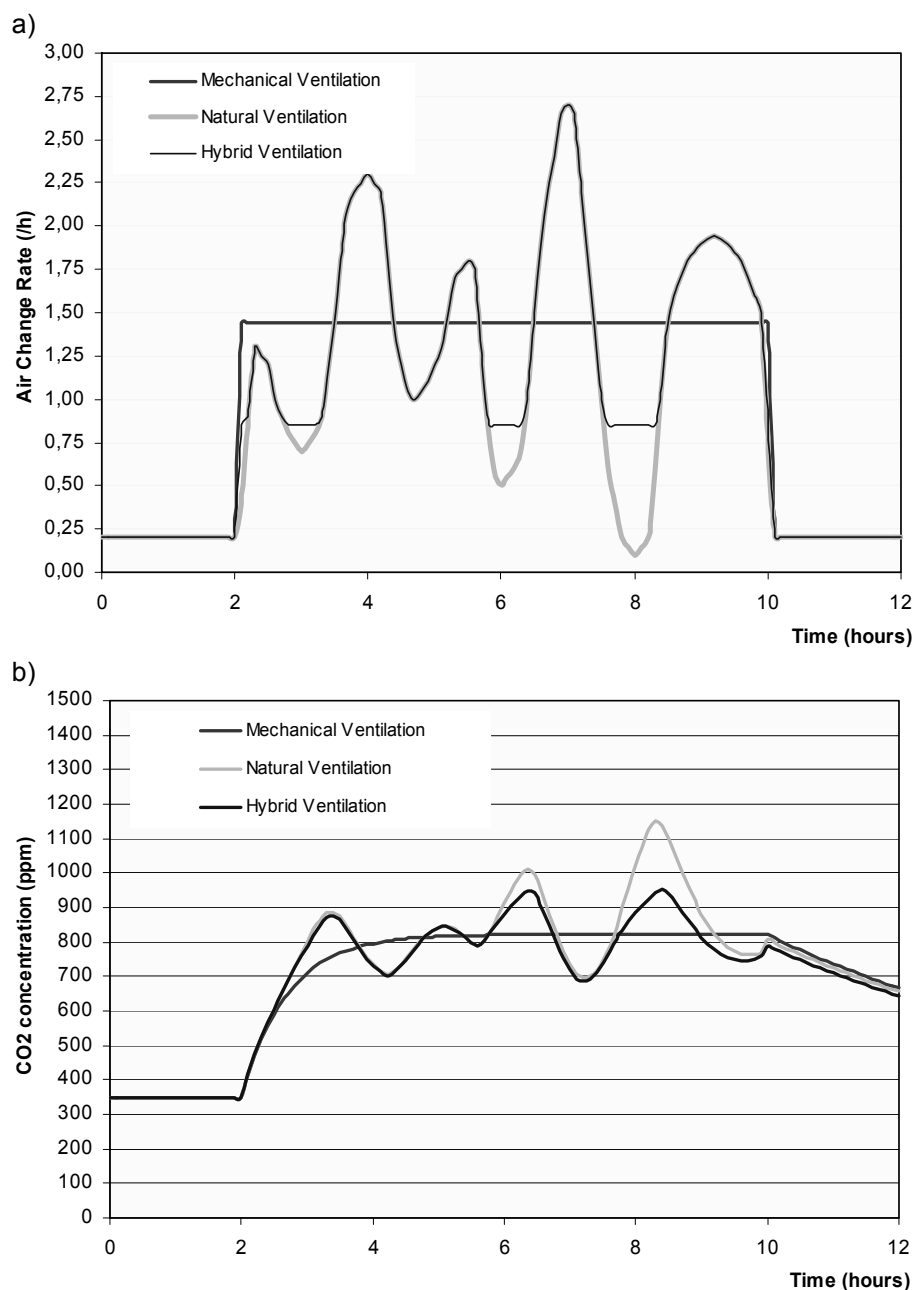 a)
3,00
2,75
2,50
2,25
2,00
1,75
1,50
1,25
1,00
0,75
0,50
0,25
0,00
Air Change Rate (/h)
Mechanical Ventilation
Natural Ventilation
Hybrid Ventilation
0 2 4 6 8 10 12
Time (hours)
b)
1500
1400
1300
1200
1100
1000
900
800
700
600
500
400
300
200
100
0
CO2 concentration (ppm)
Mechanical Ventilation
Natural Ventilation
Hybrid Ventilation
0 2 4 6 8 10 12
Time (hours)